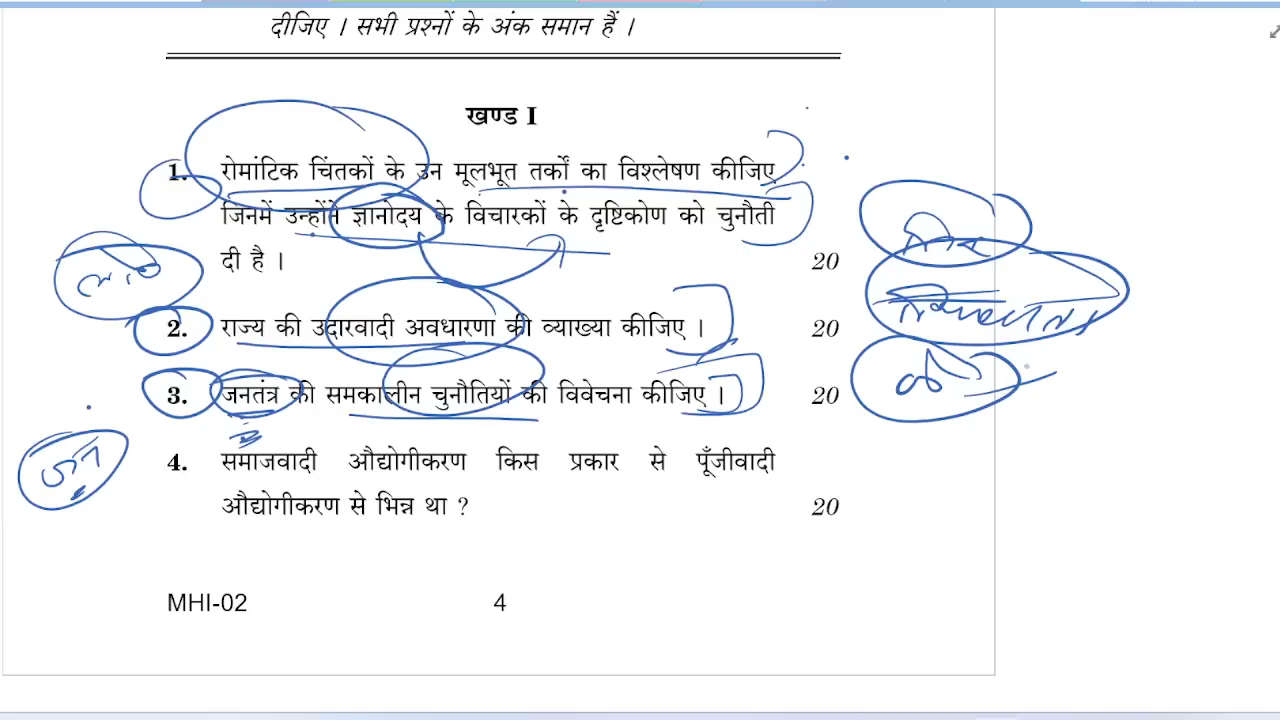 दीजिए । सभी प्रश्नों के अंक समान हैं ।
खण्ड I
1. रोमांटिक चिंतकों के उन मूलभूत तर्कों का विश्लेषण कीजिए
जिनमें उन्होंने ज्ञानोदय के विचारकों के दृष्टिकोण को चुनौती
दी है । 20
2. राज्य की उदारवादी अवधारणा की व्याख्या कीजिए । 20
3. जनतंत्र की समकालीन चुनौतियों की विवेचना कीजिए । 20
4. समाजवादी औद्योगीकरण किस प्रकार से पूँजीवादी
औद्योगीकरण से भिन्न था ? 20
MHI-02 4